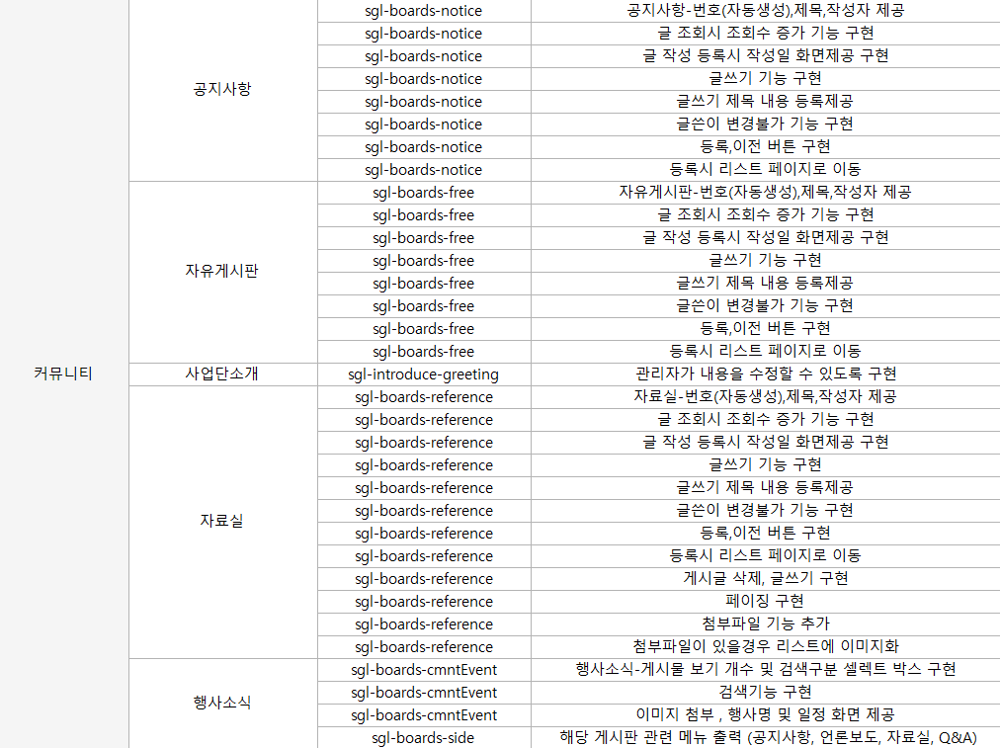 커뮤니티
공지사항
sgl-boards-notice 공지사항-번호(자동생성),제목,작성자 제공
sgl-boards-notice 글 조회시 조회수 증가 기능 구현
sgl-boards-notice 글 작성 등록시 작성일 화면제공 구현
sgl-boards-notice 글쓰기 기능 구현
sgl-boards-notice 글쓰기 제목 내용 등록제공
sgl-boards-notice 글쓴이 변경불가 기능 구현
sgl-boards-notice 등록,이전 버튼 구현
sgl-boards-notice 등록시 리스트 페이지로 이동
자유게시판
sgl-boards-free 자유게시판-번호(자동생성),제목,작성자 제공
sgl-boards-free 글 조회시 조회수 증가 기능 구현
sgl-boards-free 글 작성 등록시 작성일 화면제공 구현
sgl-boards-free 글쓰기 기능 구현
sgl-boards-free 글쓰기 제목 내용 등록제공
sgl-boards-free 글쓴이 변경불가 기능 구현
sgl-boards-free 등록,이전 버튼 구현
sgl-boards-free 등록시 리스트 페이지로 이동
사업단소개 sgl-introduce-greeting 관리자가 내용을 수정할 수 있도록 구현
자료실
sgl-boards-reference 자료실-번호(자동생성),제목,작성자 제공
sgl-boards-reference 글 조회시 조회수 증가 기능 구현
sgl-boards-reference 글 작성 등록시 작성일 화면제공 구현
sgl-boards-reference 글쓰기 기능 구현
sgl-boards-reference 글쓰기 제목 내용 등록제공
sgl-boards-reference 글쓴이 변경불가 기능 구현
sgl-boards-reference 등록,이전 버튼 구현
sgl-boards-reference 등록시 리스트 페이지로 이동
sgl-boards-reference 게시글 삭제, 글쓰기 구현
sgl-boards-reference 페이징 구현
sgl-boards-reference 첨부파일 기능 추가
sgl-boards-reference 첨부파일이 있을경우 리스트에 이미지화
행사소식
sgl-boards-cmntEvent 행사소식-게시물 보기 개수 및 검색구분 셀렉트 박스 구현
sgl-boards-cmntEvent 검색기능 구현
sgl-boards-cmntEvent 이미지 첨부 , 행사명 및 일정 화면 제공
sgl-boards-side 해당 게시판 관련 메뉴 출력 (공지사항, 언론보도, 자료실, Q&A)